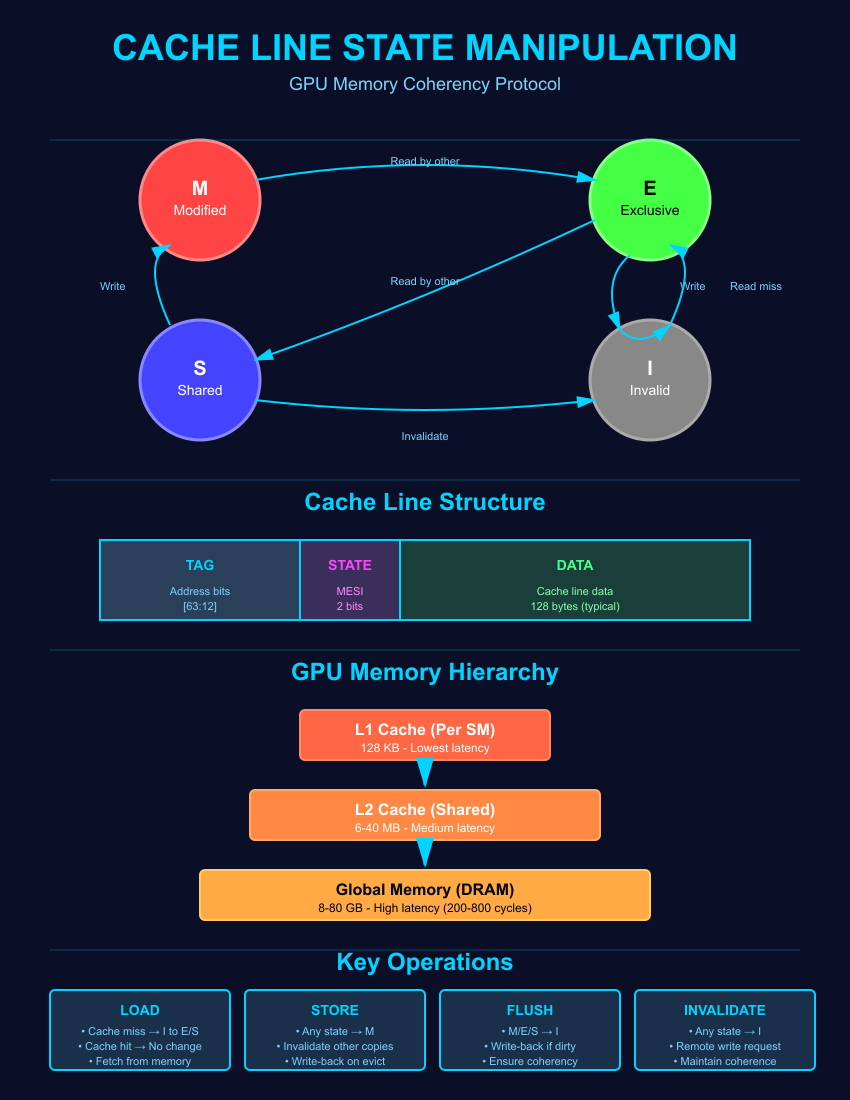 CACHE LINE STATE MANIPULATION
GPU Memory Coherency Protocol
Read by other
M
Modified
E
Exclusive
Read by other
Write
Write
Read miss
S
Shared
I
Invalid
Invalidate
Cache Line Structure
TAG
Address bits
[63:12]
STATE
MESI
2 bits
DATA
Cache line data
128 bytes (typical)
GPU Memory Hierarchy
L1 Cache (Per SM)
128 KB - Lowest latency
L2 Cache (Shared)
6-40 MB - Medium latency
Global Memory (DRAM)
8-80 GB - High latency (200-800 cycles)
Key Operations
LOAD
• Cache miss → I to E/S
• Cache hit → No change
• Fetch from memory
STORE
• Any state → M
• Invalidate other copies
• Write-back on evict
FLUSH
• M/E/S → I
• Write-back if dirty
• Ensure coherency
INVALIDATE
• Any state → I
• Remote write request
• Maintain coherence